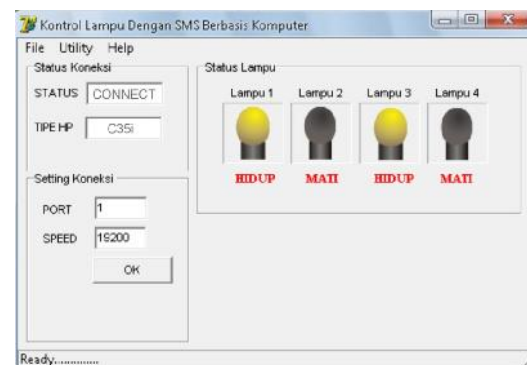 Kontrol Lampu Dengan SMS Berbasis Komputer
File Utility Help
Status Koneksi
STATUS CONNECT
TIPE HP C35i
Setting Koneksi
PORT 1
SPEED 19200
OK
Status Lampu
Lampu 1 Lampu 2 Lampu 3 Lampu 4
HIDUP MATI HIDUP MATI
Ready..............